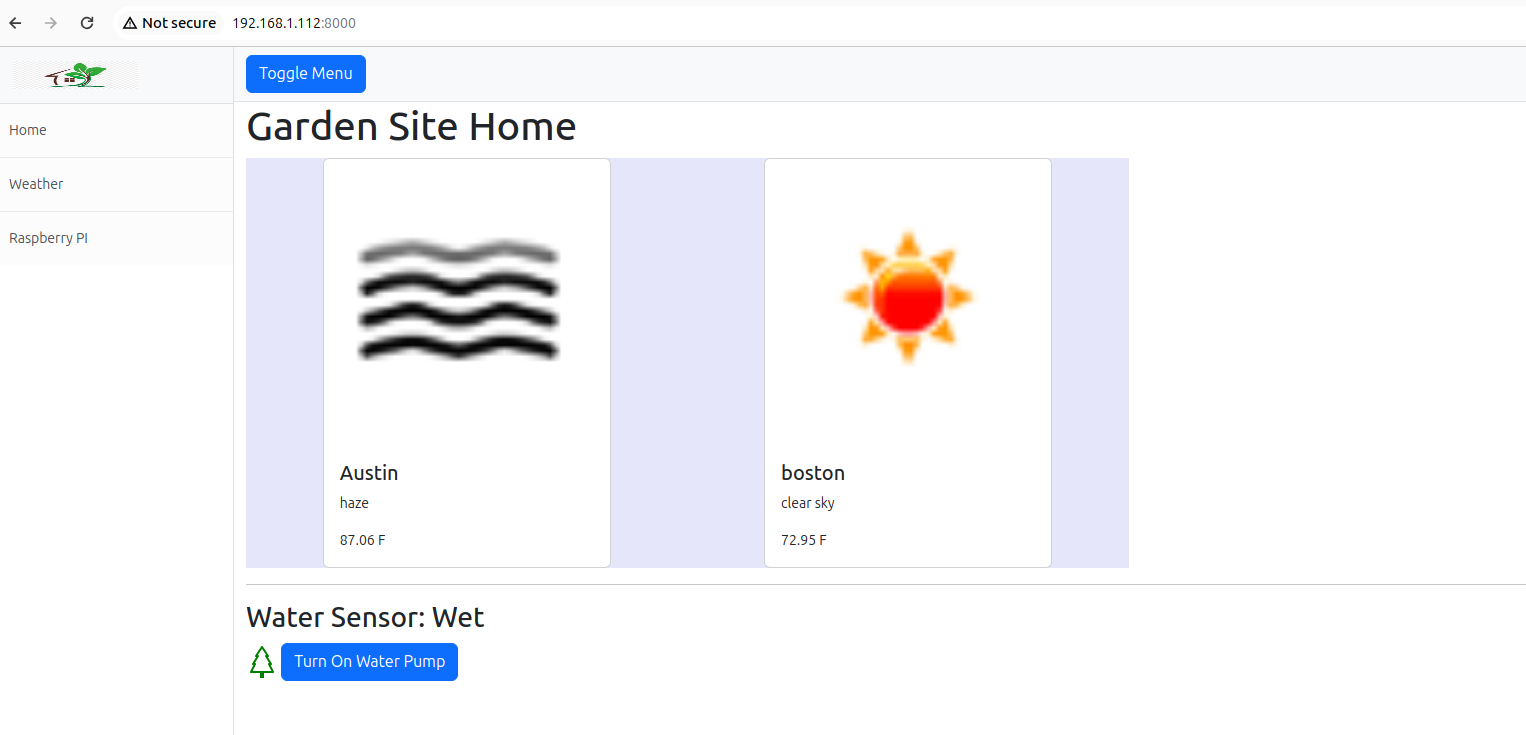 Not secure 192.168.1.112:8000
Toggle Menu
Home
Weather
Raspberry PI
Garden Site Home
Austin
haze
87.06 F
boston
clear sky
72.95 F
Water Sensor: Wet
Turn On Water Pump